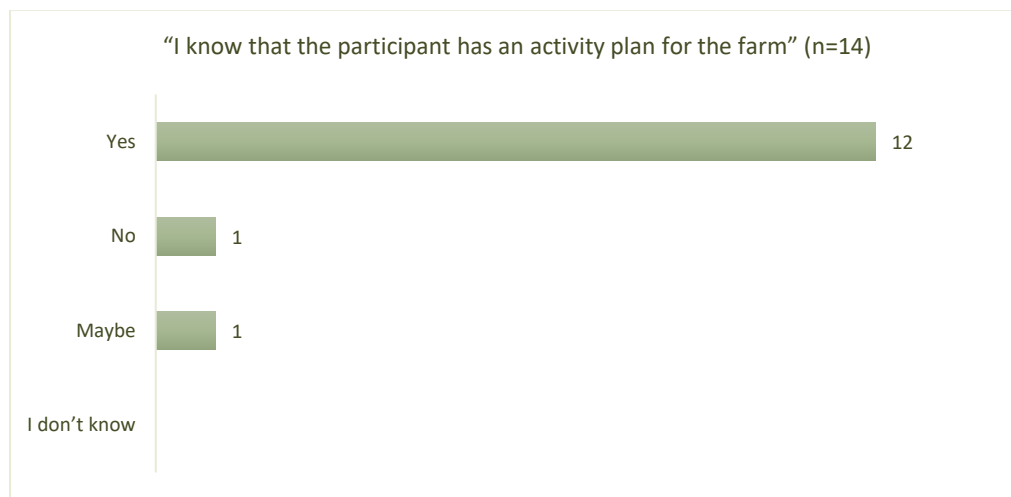 “I know that the participant has an activity plan for the farm” (n=14)
Yes 12
No 1
Maybe 1
I don’t know